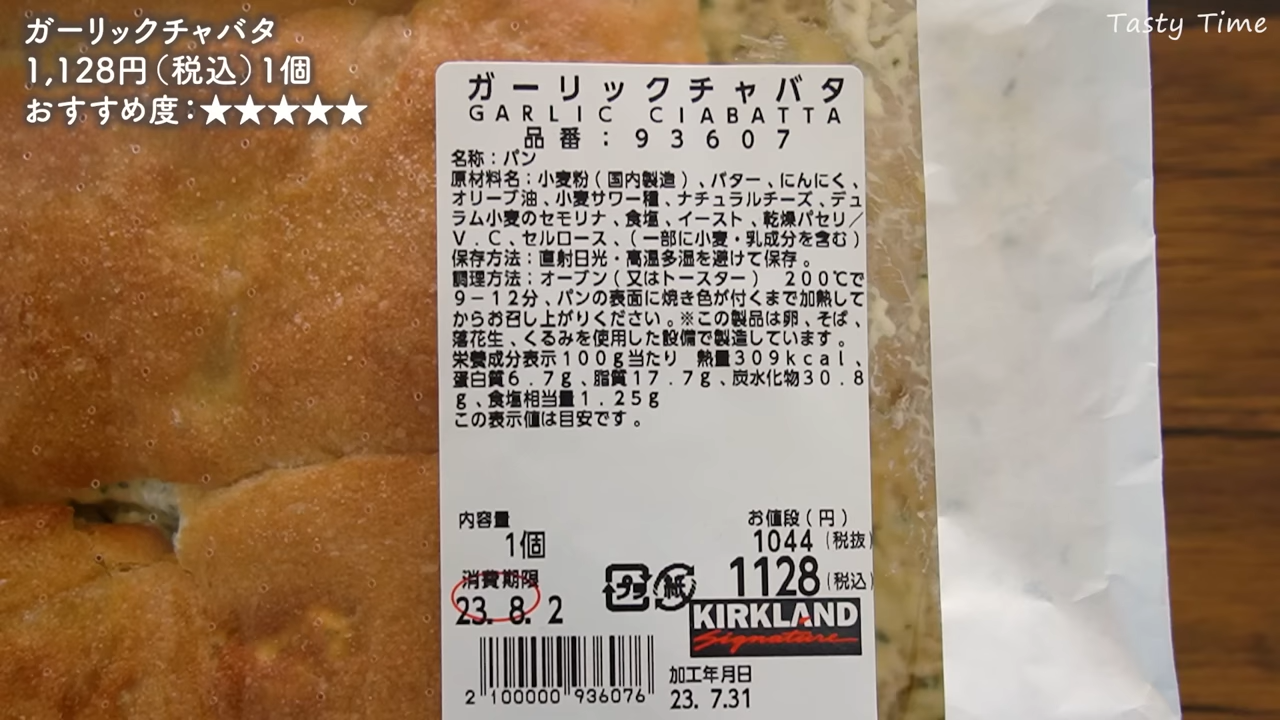 ガーリックチャバタ
1,128円(税込)1個
おすすめ度:★★★★★
Tasty Time
ガーリックチャバタ
GARLIC CIABATTA
品番:93607
名称:パン
原材料名:小麦粉(国内製造)、バター、にんにく、
オリーブ油、小麦サワー種、ナチュラルチーズ、デュ
ラム小麦のセモリナ、食塩、イースト、乾燥パセリ/
V.C、セルロース、(一部に小麦・乳成分を含む)
保存方法:直射日光・高温多湿を避けて保存。
調理方法:オーブン(又はトースター) 200℃で
9-12分、パンの表面に焼き色が付くまで加熱して
からお召し上がりください。※この製品は卵、そば、
落花生、くるみを使用した設備で製造しています。
栄養成分表示100g当たり 熱量309kcal、
蛋白質6.7g、脂質17.7g、炭水化物30.8
g、食塩相当量1.25g
この表示値は目安です。
内容量
1個
お値段(円)
1044(税抜)
1128(税込)
消費期限
23.8.2
プラ
紙
KIRKLAND
Signature
2 100000 936076
加工年月日
23.7.31